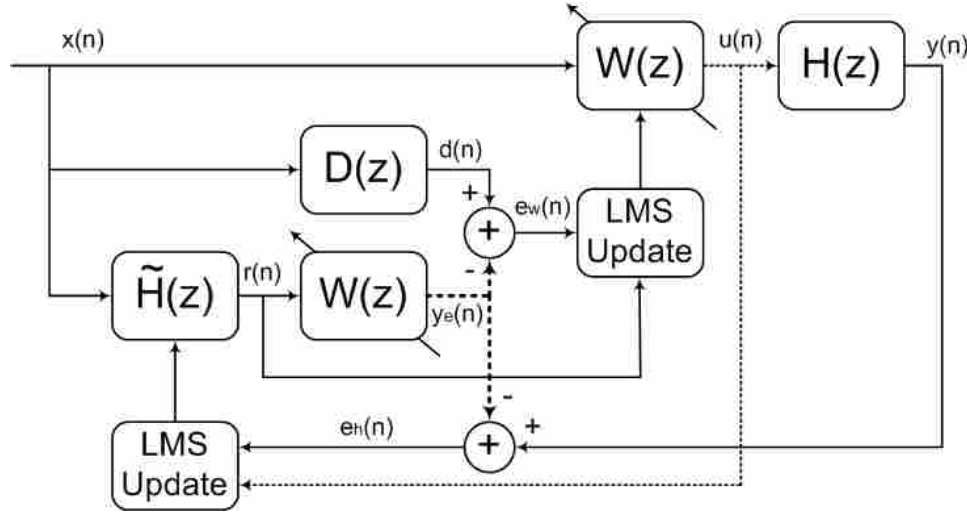 x(n)
W(z)
u(n)
H(z)
y(n)
D(z)
d(n)
+
+
e_w(n)
LMS
Update
-
H̃(z)
r(n)
W(z)
y_e(n)
-
+
+
e_h(n)
LMS
Update